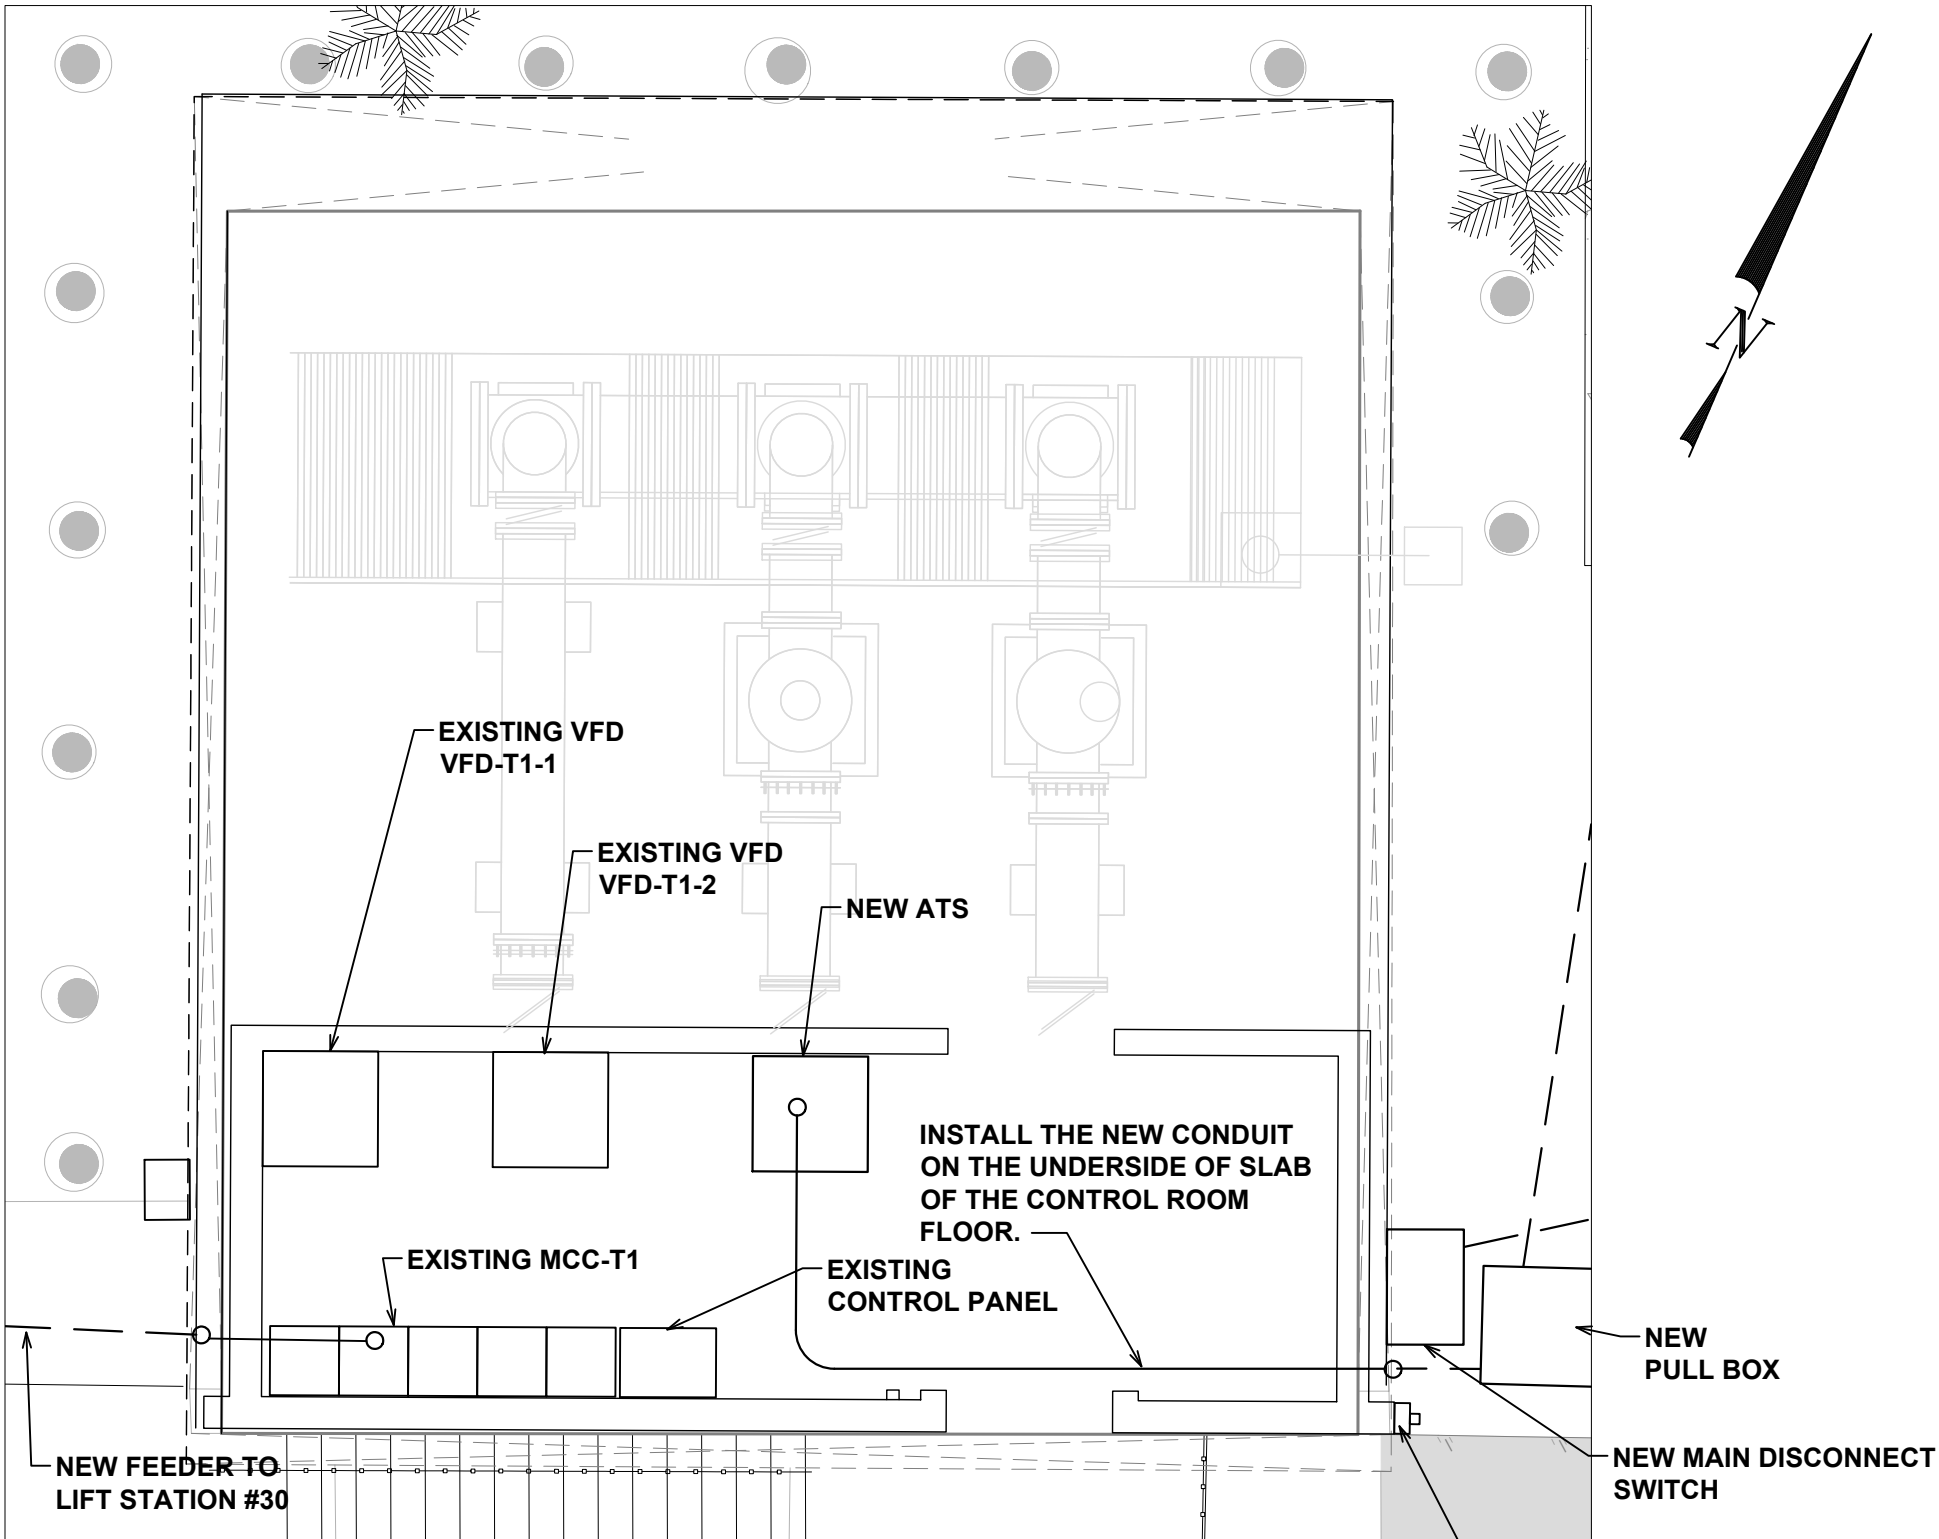 N
EXISTING VFD
VFD-T1-1
EXISTING VFD
VFD-T1-2
NEW ATS
INSTALL THE NEW CONDUIT
ON THE UNDERSIDE OF SLAB
OF THE CONTROL ROOM
FLOOR.
EXISTING MCC-T1
EXISTING
CONTROL PANEL
NEW
PULL BOX
NEW FEEDER TO
LIFT STATION #30
NEW MAIN DISCONNECT
SWITCH